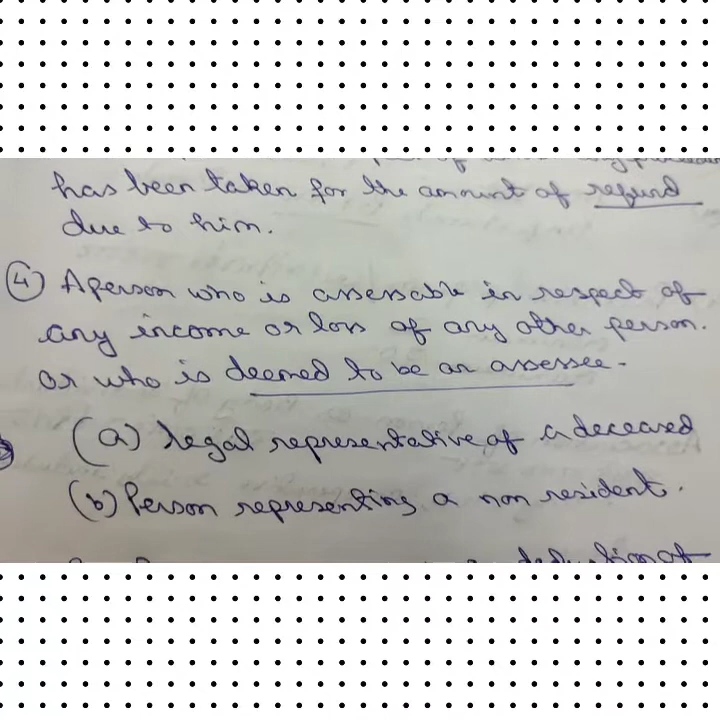 has been taken for the amount of refund
due to him.
(4) A person who is assessable in respect of
any income or loss of any other person.
or who is deemed to be an assessee.
(a) legal representative of a deceased
(b) Person representing a non resident.